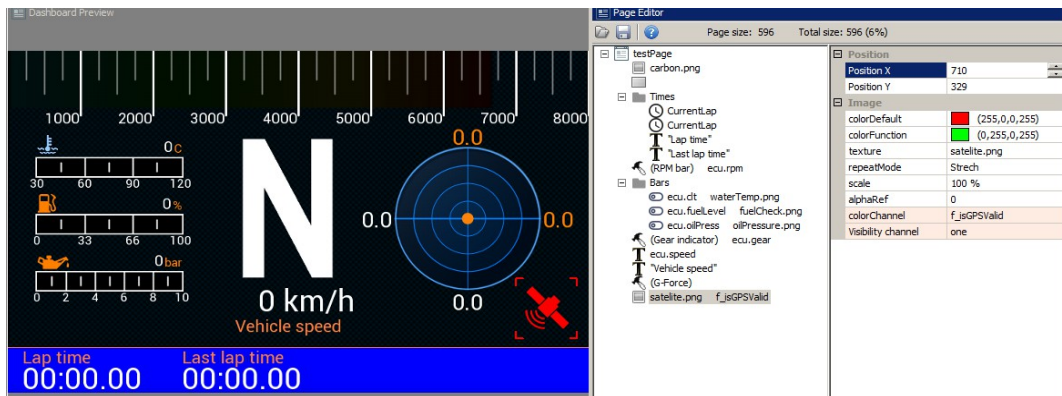 Dashboard Preview
1000 2000 3000 4000 5000 6000 7000 8000
0 C
30 60 90 120
0 %
0 33 66 100
0 bar
0 2 4 6 8 10
N
0 km/h
Vehicle speed
0.0
0.0 0.0
0.0
Lap time Last lap time
00:00.00 00:00.00
Page Editor
Page size: 596 Total size: 596 (6%)
testPage
carbon.png
Times
CurrentLap
CurrentLap
"Lap time"
"Last lap time"
(RPM bar) ecu.rpm
Bars
ecu.clt waterTemp.png
ecu.fuelLevel fuelCheck.png
ecu.oilPress oilPressure.png
(Gear indicator) ecu.gear
ecu.speed
"Vehicle speed"
(G-Force)
satelite.png f_isGPSValid
Position
Position X 710
Position Y 329
Image
colorDefault (255,0,0,255)
colorFunction (0,255,0,255)
texture satelite.png
repeatMode Strech
scale 100 %
alphaRef 0
colorChannel f_isGPSValid
Visibility channel one